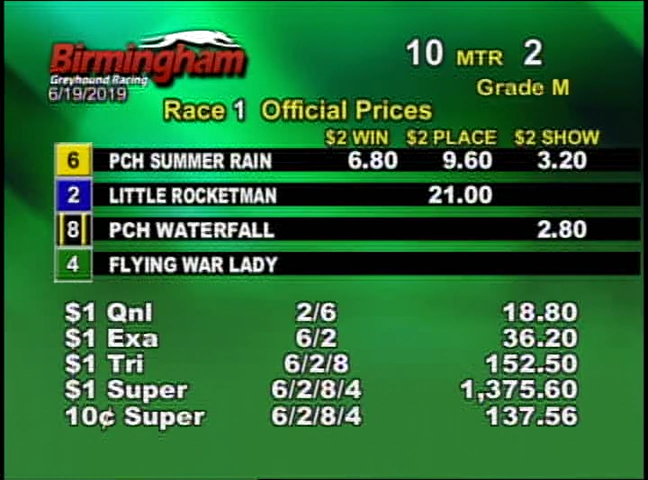 Birmingham
Greyhound Racing
6/19/2019
10 MTR 2
Grade M
Race 1 Official Prices
$2 WIN $2 PLACE $2 SHOW
6 PCH SUMMER RAIN 6.80 9.60 3.20
2 LITTLE ROCKETMAN 21.00
8 PCH WATERFALL 2.80
4 FLYING WAR LADY
$1 Qnl 2/6 18.80
$1 Exa 6/2 36.20
$1 Tri 6/2/8 152.50
$1 Super 6/2/8/4 1,375.60
10¢ Super 6/2/8/4 137.56